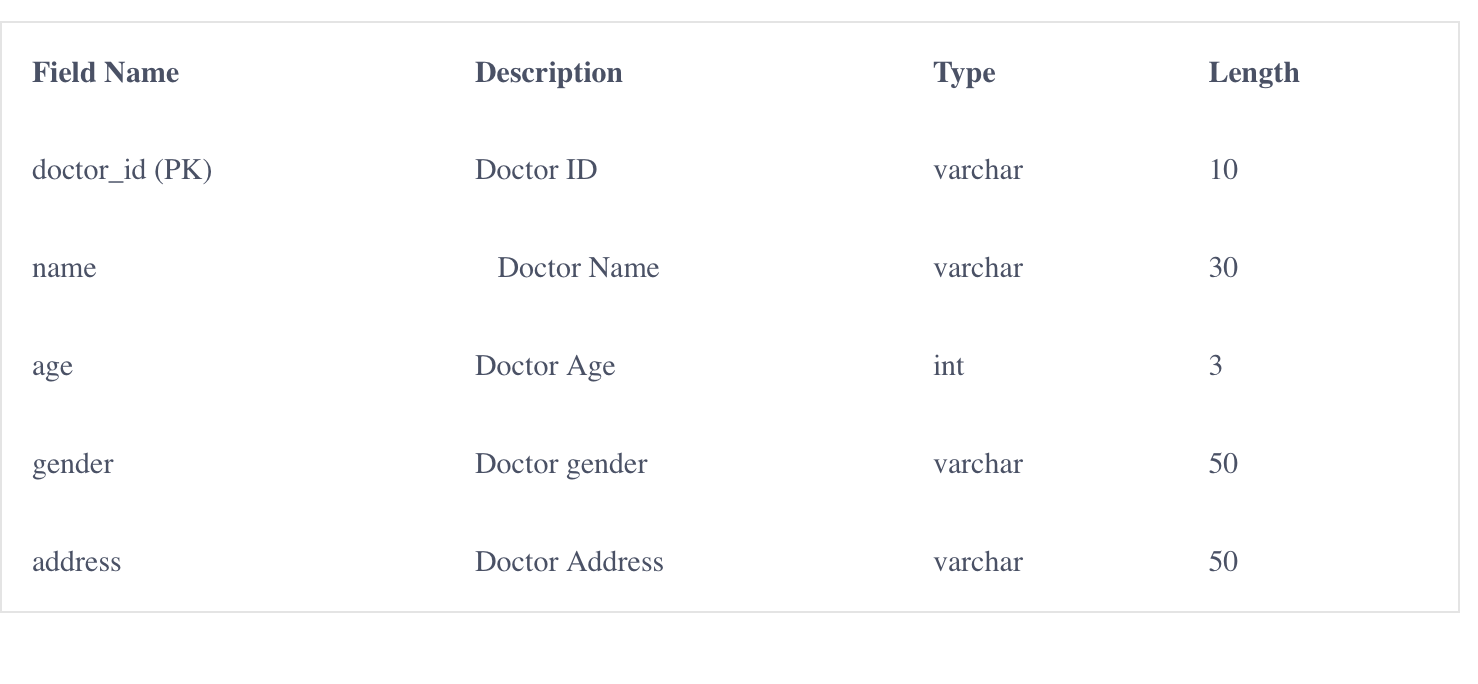 Field Name Description Type Length
doctor_id (PK) Doctor ID varchar 10
name Doctor Name varchar 30
age Doctor Age int 3
gender Doctor gender varchar 50
address Doctor Address varchar 50